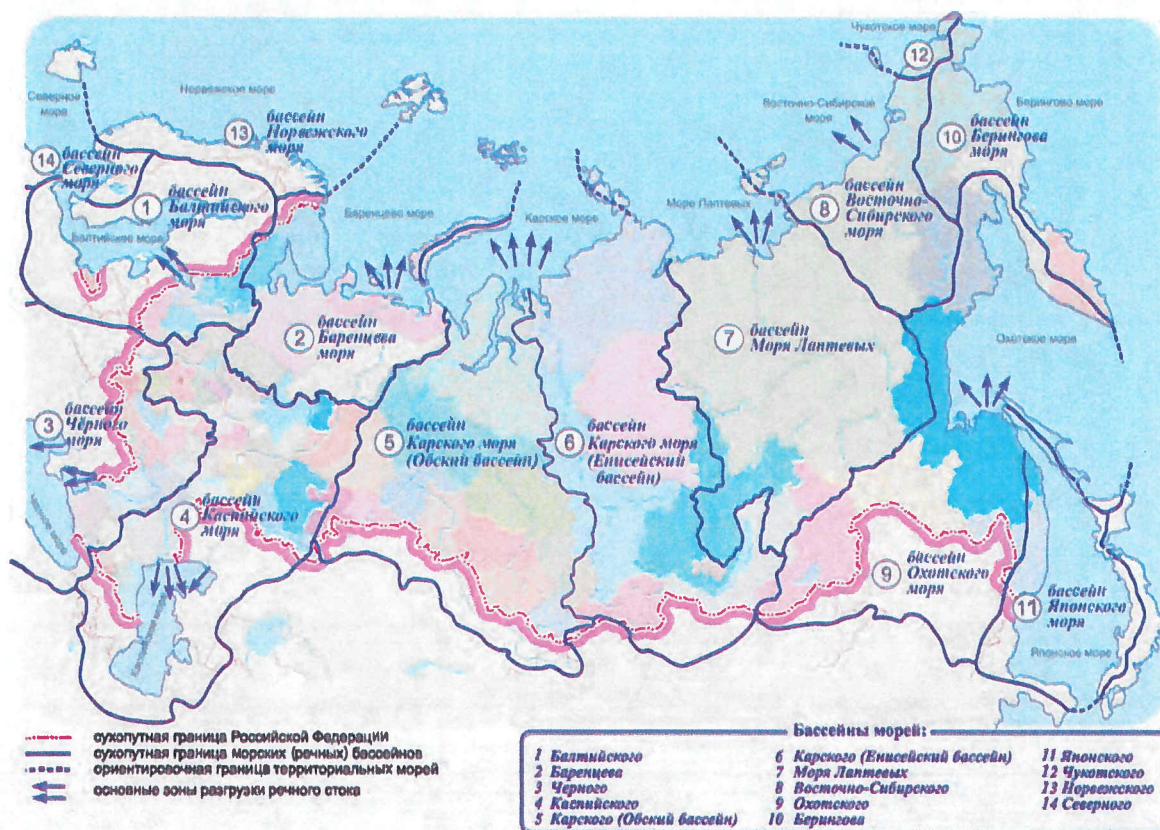 Чукотское море
12
Северное
море
Норвежское море
13
бассейн
Норвежского
моря
Восточно-Сибирское
море
Берингово море
10
бассейн
Берингова
моря
14
бассейн
Северного
моря
1
бассейн
Балтийского
моря
Балтийское море
Баренцево море
Карское море
Море Лаптевых
8
бассейн
Восточно-
Сибирского
моря
2
бассейн
Баренцева
моря
7
бассейн
Моря Лаптевых
Охотское море
3
бассейн
Чёрного
моря
5
бассейн
Карского моря
(Обский бассейн)
6
бассейн
Карского моря
(Енисейский
бассейн)
4
бассейн
Каспийского
моря
9
бассейн
Охотского
моря
11
бассейн
Японского
моря
Японское море
сухопутная граница Российской Федерации
сухопутная граница морских (речных) бассейнов
ориентировочная граница территориальных морей
основные зоны разгрузки речного стока
Бассейны морей:
1 Балтийского
2 Баренцева
3 Черного
4 Каспийского
5 Карского (Обский бассейн)
6 Карского (Енисейский бассейн)
7 Моря Лаптевых
8 Восточно-Сибирского
9 Охотского
10 Берингова
11 Японского
12 Чукотского
13 Норвежского
14 Северного